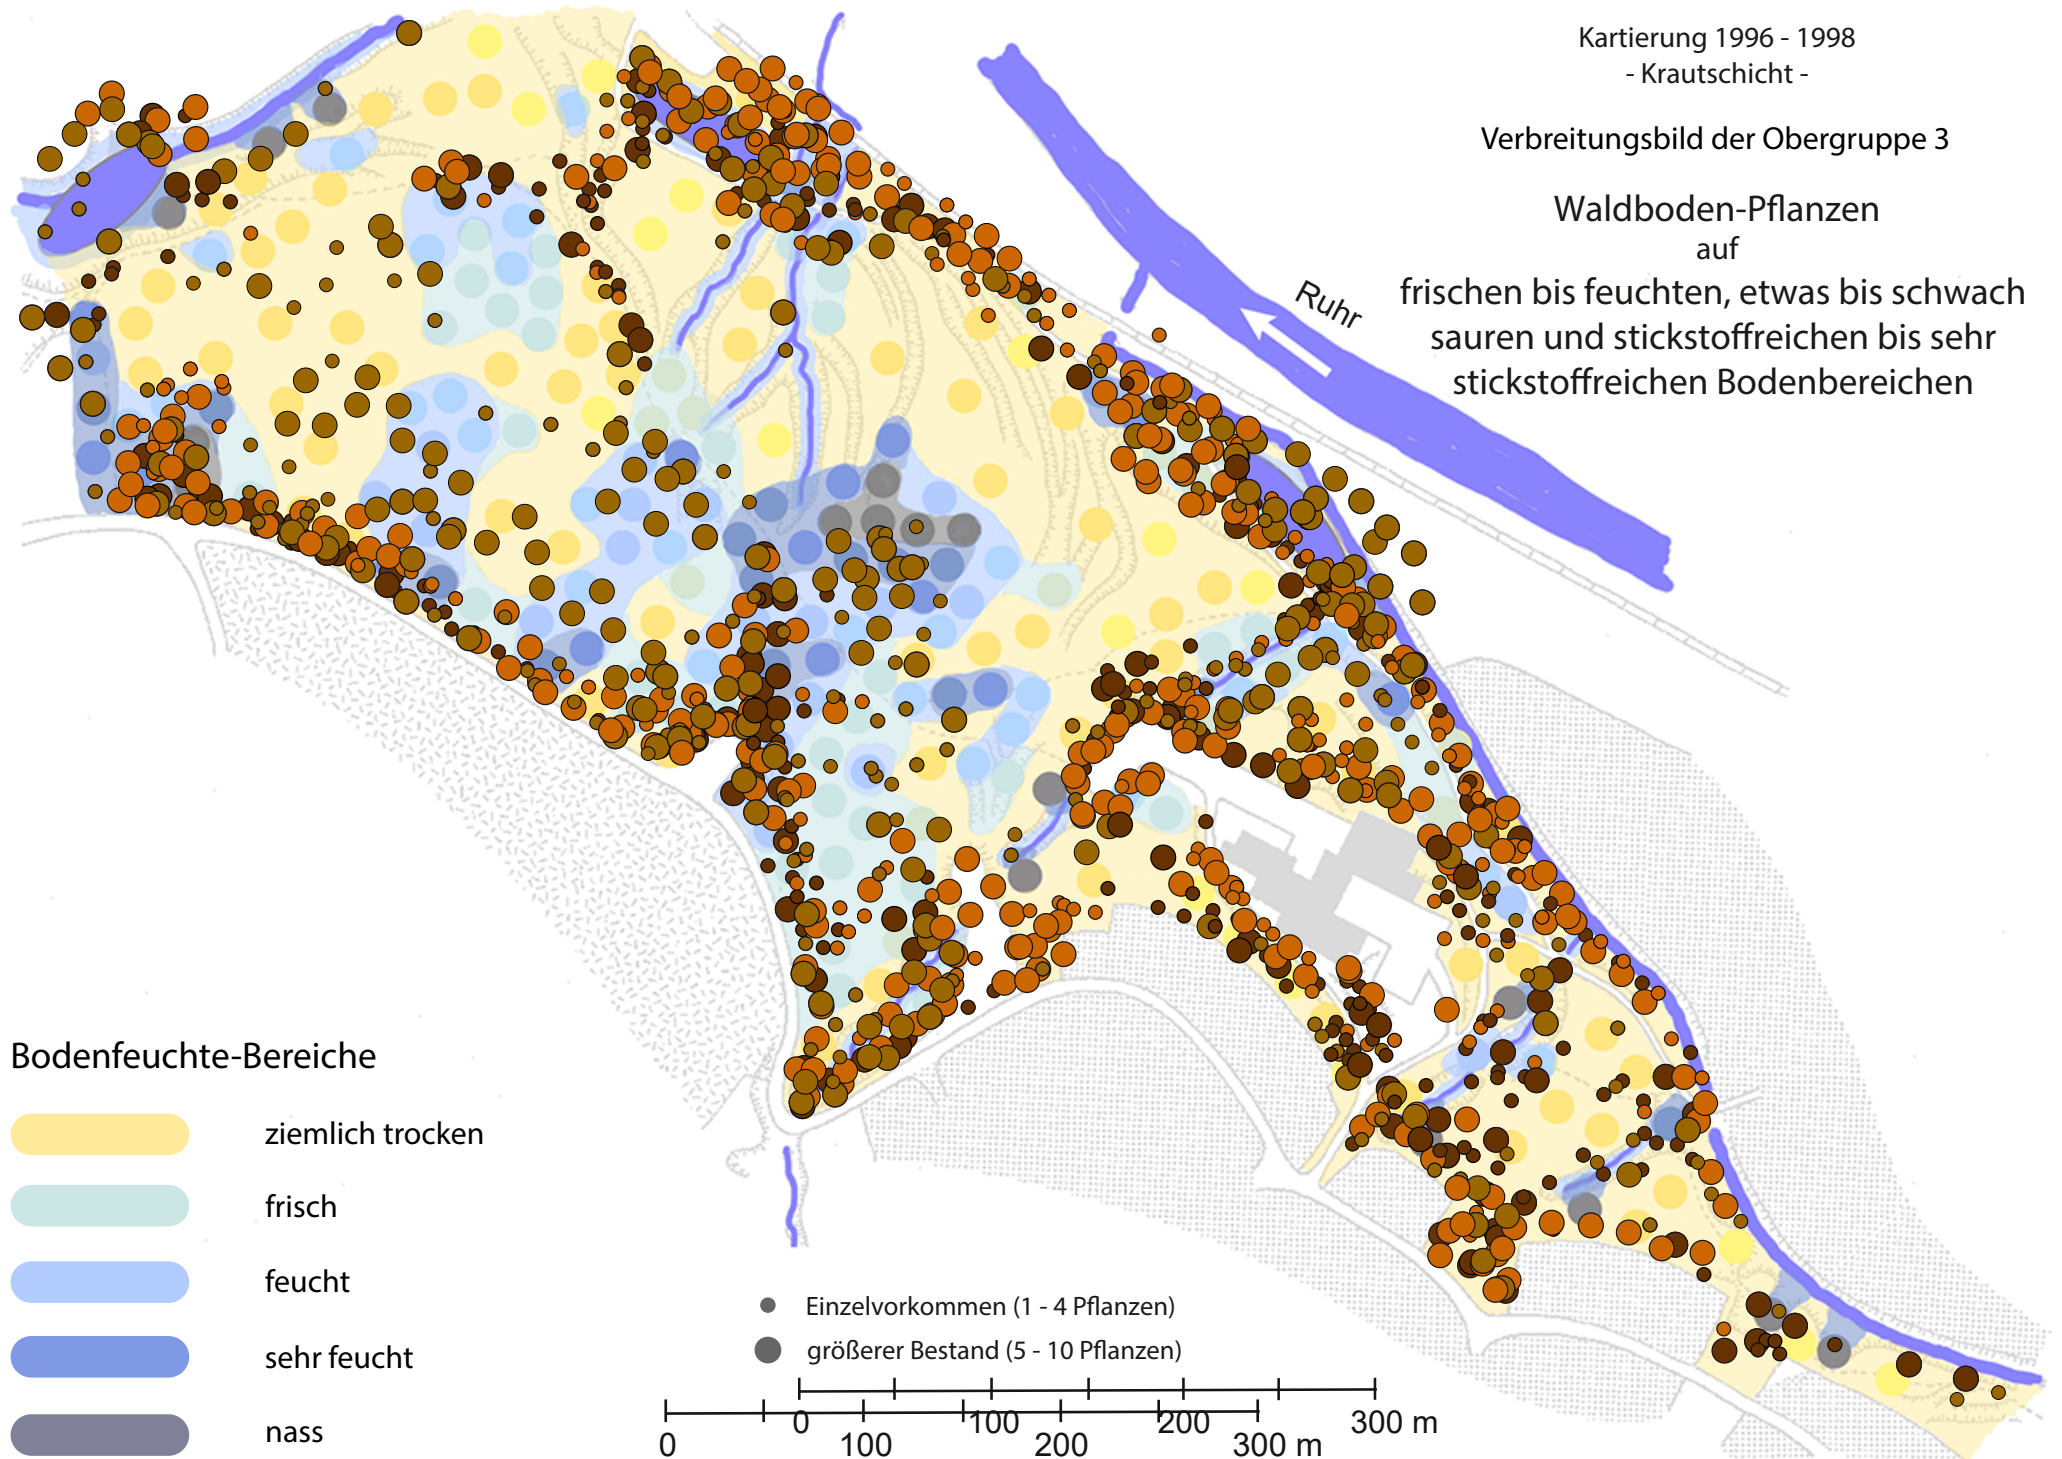 Kartierung 1996 - 1998
- Krautschicht -
Verbreitungsbild der Obergruppe 3
Waldboden-Pflanzen
auf
frischen bis feuchten, etwas bis schwach
sauren und stickstoffreichen bis sehr
stickstoffreichen Bodenbereichen
Ruhr
Bodenfeuchte-Bereiche
ziemlich trocken
frisch
feucht
sehr feucht
nass
Einzelvorkommen (1 - 4 Pflanzen)
größerer Bestand (5 - 10 Pflanzen)
0 100 200 300 m
0 100 200 300 m